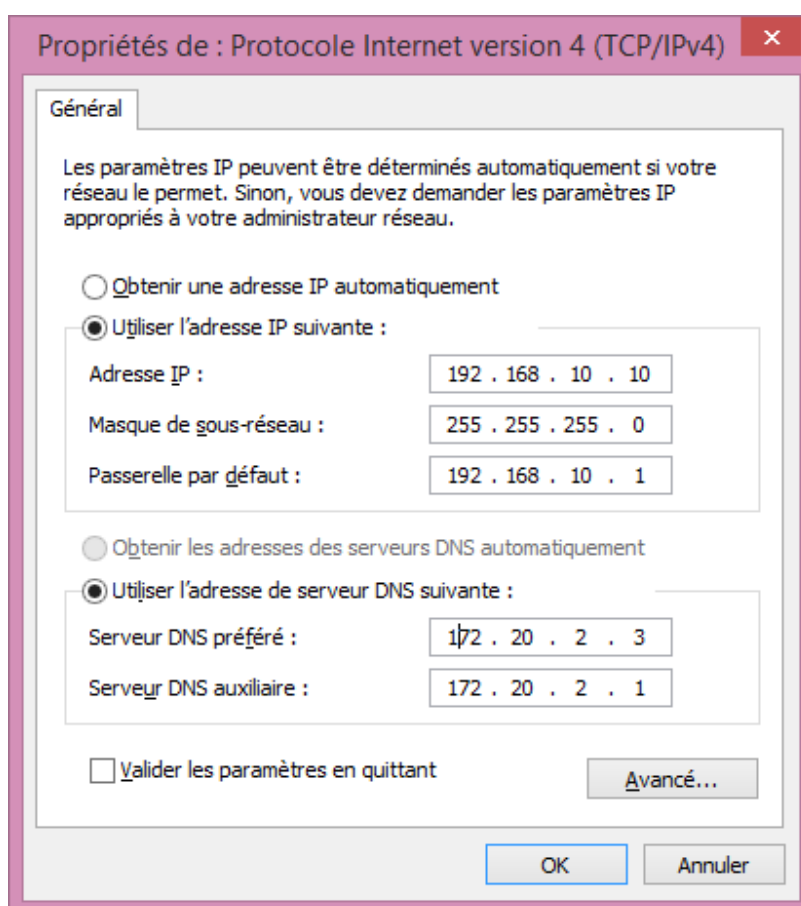 Propriétés de : Protocole Internet version 4 (TCP/IPv4)
Général
Les paramètres IP peuvent être déterminés automatiquement si votre
réseau le permet. Sinon, vous devez demander les paramètres IP
appropriés à votre administrateur réseau.
Obtenir une adresse IP automatiquement
Utiliser l'adresse IP suivante :
Adresse IP : 192 . 168 . 10 . 10
Masque de sous-réseau : 255 . 255 . 255 . 0
Passerelle par défaut : 192 . 168 . 10 . 1
Obtenir les adresses des serveurs DNS automatiquement
Utiliser l'adresse de serveur DNS suivante :
Serveur DNS préféré : 172 . 20 . 2 . 3
Serveur DNS auxiliaire : 172 . 20 . 2 . 1
Valider les paramètres en quittant
Avancé...
OK Annuler